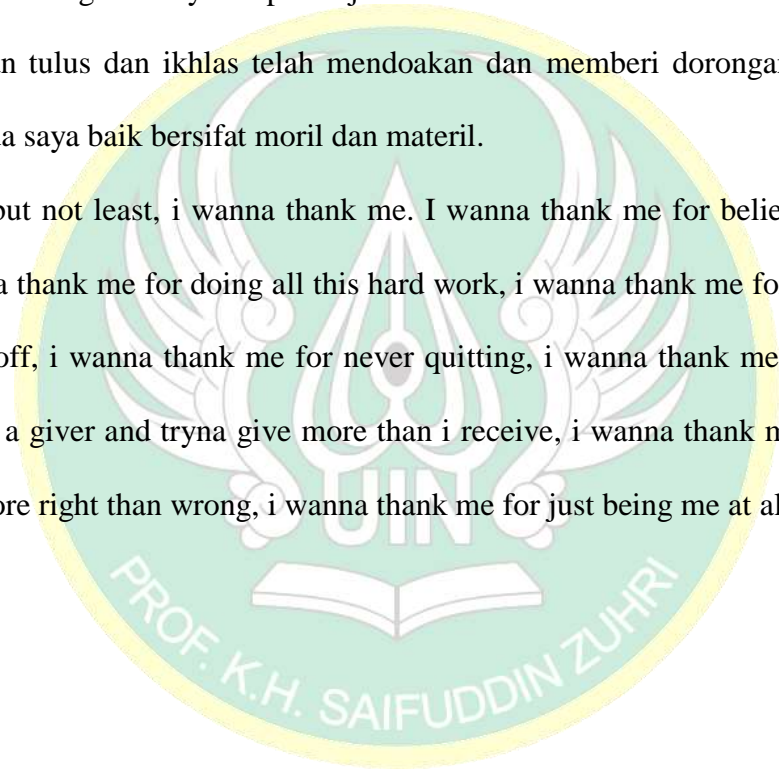 n tulus dan ikhlas telah mendoakan dan memberi dorongan
a saya baik bersifat moril dan materil.
but not least, i wanna thank me. I wanna thank me for belie
a thank me for doing all this hard work, i wanna thank me fo
off, i wanna thank me for never quitting, i wanna thank me
a giver and tryna give more than i receive, i wanna thank m
ore right than wrong, i wanna thank me for just being me at al
UIN
PROF. K.H. SAIFUDDIN ZUHRI